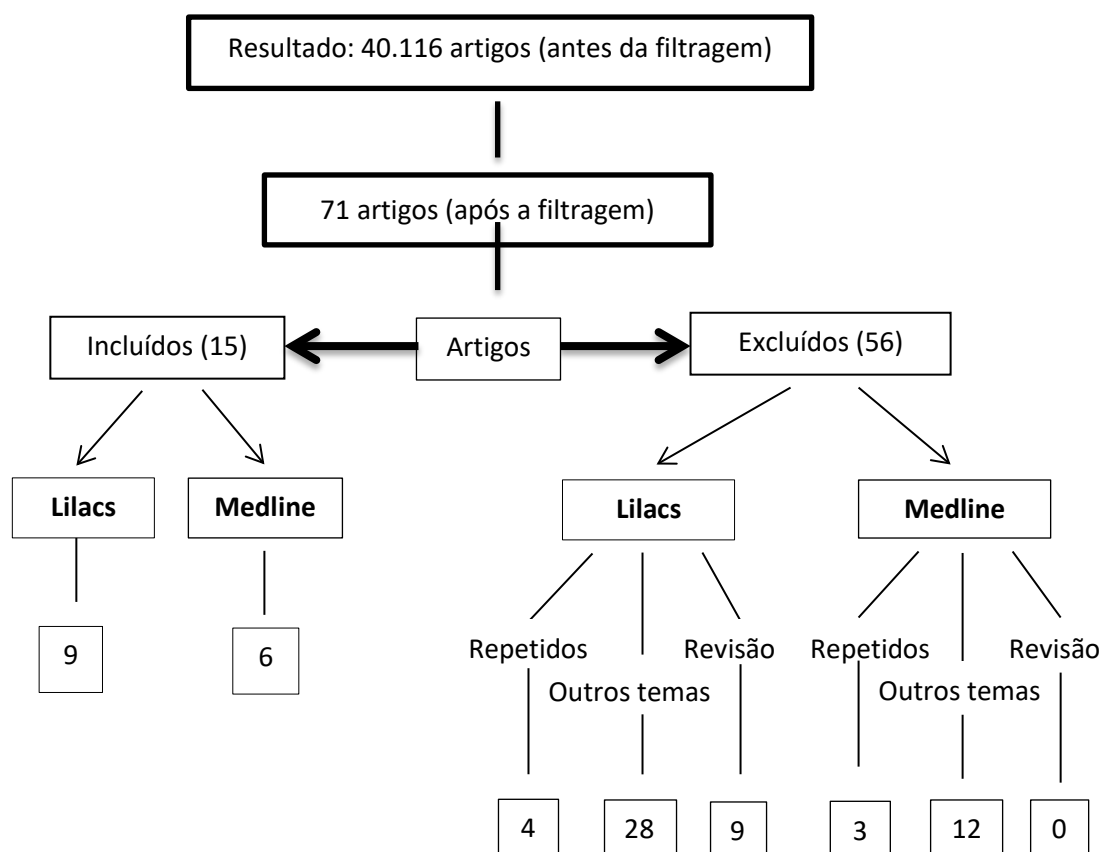 Resultado: 40.116 artigos (antes da filtragem)
71 artigos (após a filtragem)
Incluídos (15)
Artigos
Excluídos (56)
Lilacs
Medline
Lilacs
Medline
9
6
Repetidos
Revisão
Repetidos
Revisão
Outros temas
Outros temas
4
28
9
3
12
0